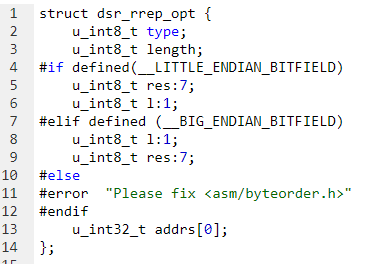 1 struct dsr_rrep_opt {
2 u_int8_t type;
3 u_int8_t length;
4 #if defined(__LITTLE_ENDIAN_BITFIELD)
5 u_int8_t res:7;
6 u_int8_t l:1;
7 #elif defined (__BIG_ENDIAN_BITFIELD)
8 u_int8_t l:1;
9 u_int8_t res:7;
10 #else
11 #error "Please fix <asm/byteorder.h>"
12 #endif
13 u_int32_t addrs[0];
14 };